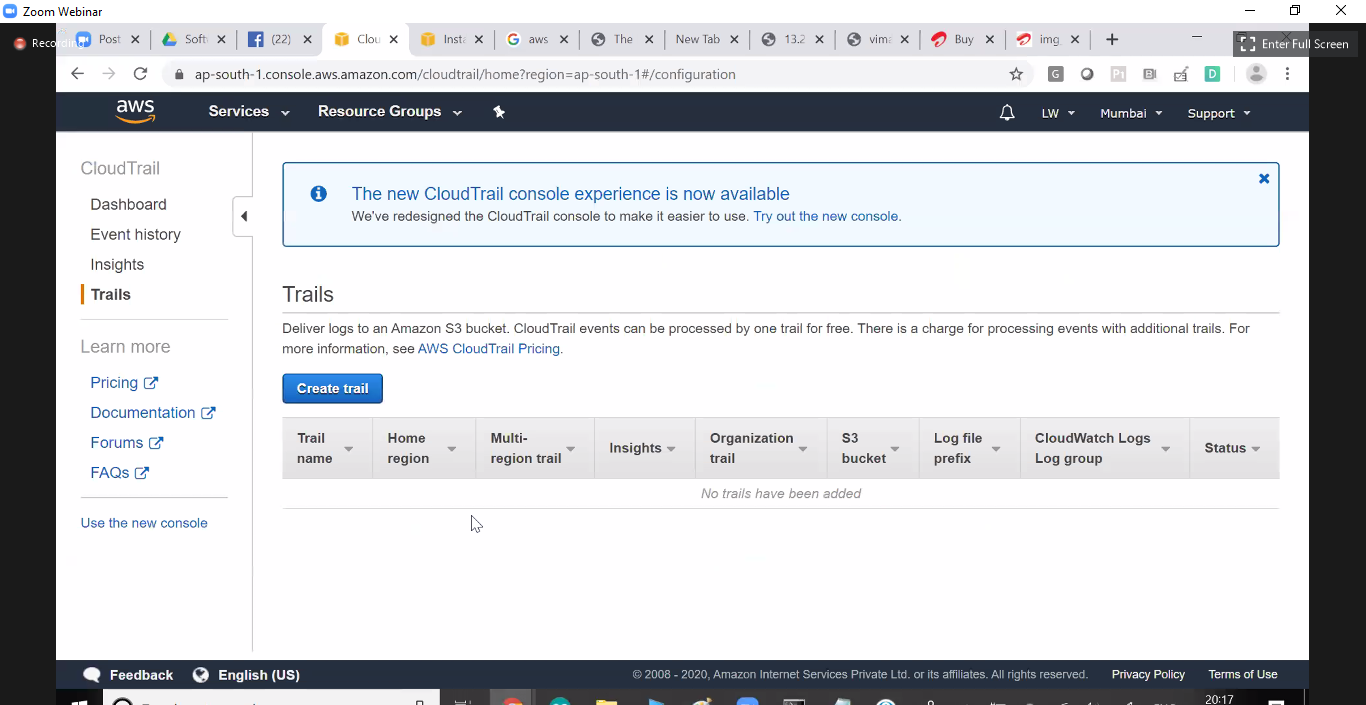 Zoom Webinar
Recording
Post
Soft
(22)
Clou
Insta
aws
The
New Tab
13.2
vima
Buy
img
Enter Full Screen
ap-south-1.console.aws.amazon.com/cloudtrail/home?region=ap-south-1#/configuration
aws
Services
Resource Groups
LW
Mumbai
Support
CloudTrail
Dashboard
Event history
Insights
Trails
Learn more
Pricing
Documentation
Forums
FAQs
Use the new console
The new CloudTrail console experience is now available
We've redesigned the CloudTrail console to make it easier to use. Try out the new console.
Trails
Deliver logs to an Amazon S3 bucket. CloudTrail events can be processed by one trail for free. There is a charge for processing events with additional trails. For
more information, see AWS CloudTrail Pricing.
Create trail
Trail name
Home region
Multi-region trail
Insights
Organization trail
S3 bucket
Log file prefix
CloudWatch Logs Log group
Status
No trails have been added
Feedback
English (US)
© 2008 - 2020, Amazon Internet Services Private Ltd. or its affiliates. All rights reserved.
Privacy Policy
Terms of Use
20:17